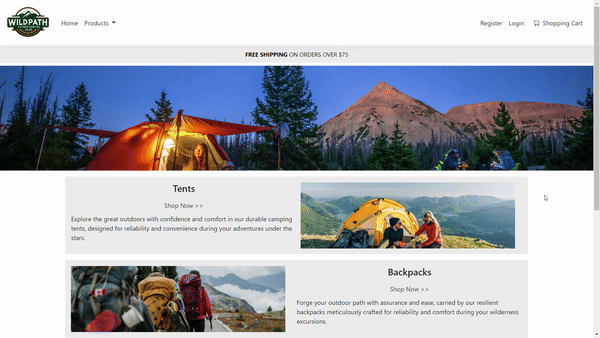 WILDPATH
Home
Products
Register
Login
Shopping Cart
FREE SHIPPING ON ORDERS OVER $75
Tents
Shop Now >>
Explore the great outdoors with confidence and comfort in our durable camping
tents, designed for reliability and convenience during your adventures under the
stars.
Backpacks
Shop Now >>
Forge your outdoor path with assurance and ease, carried by our resilient
backpacks meticulously crafted for reliability and comfort during your wilderness
excursions.